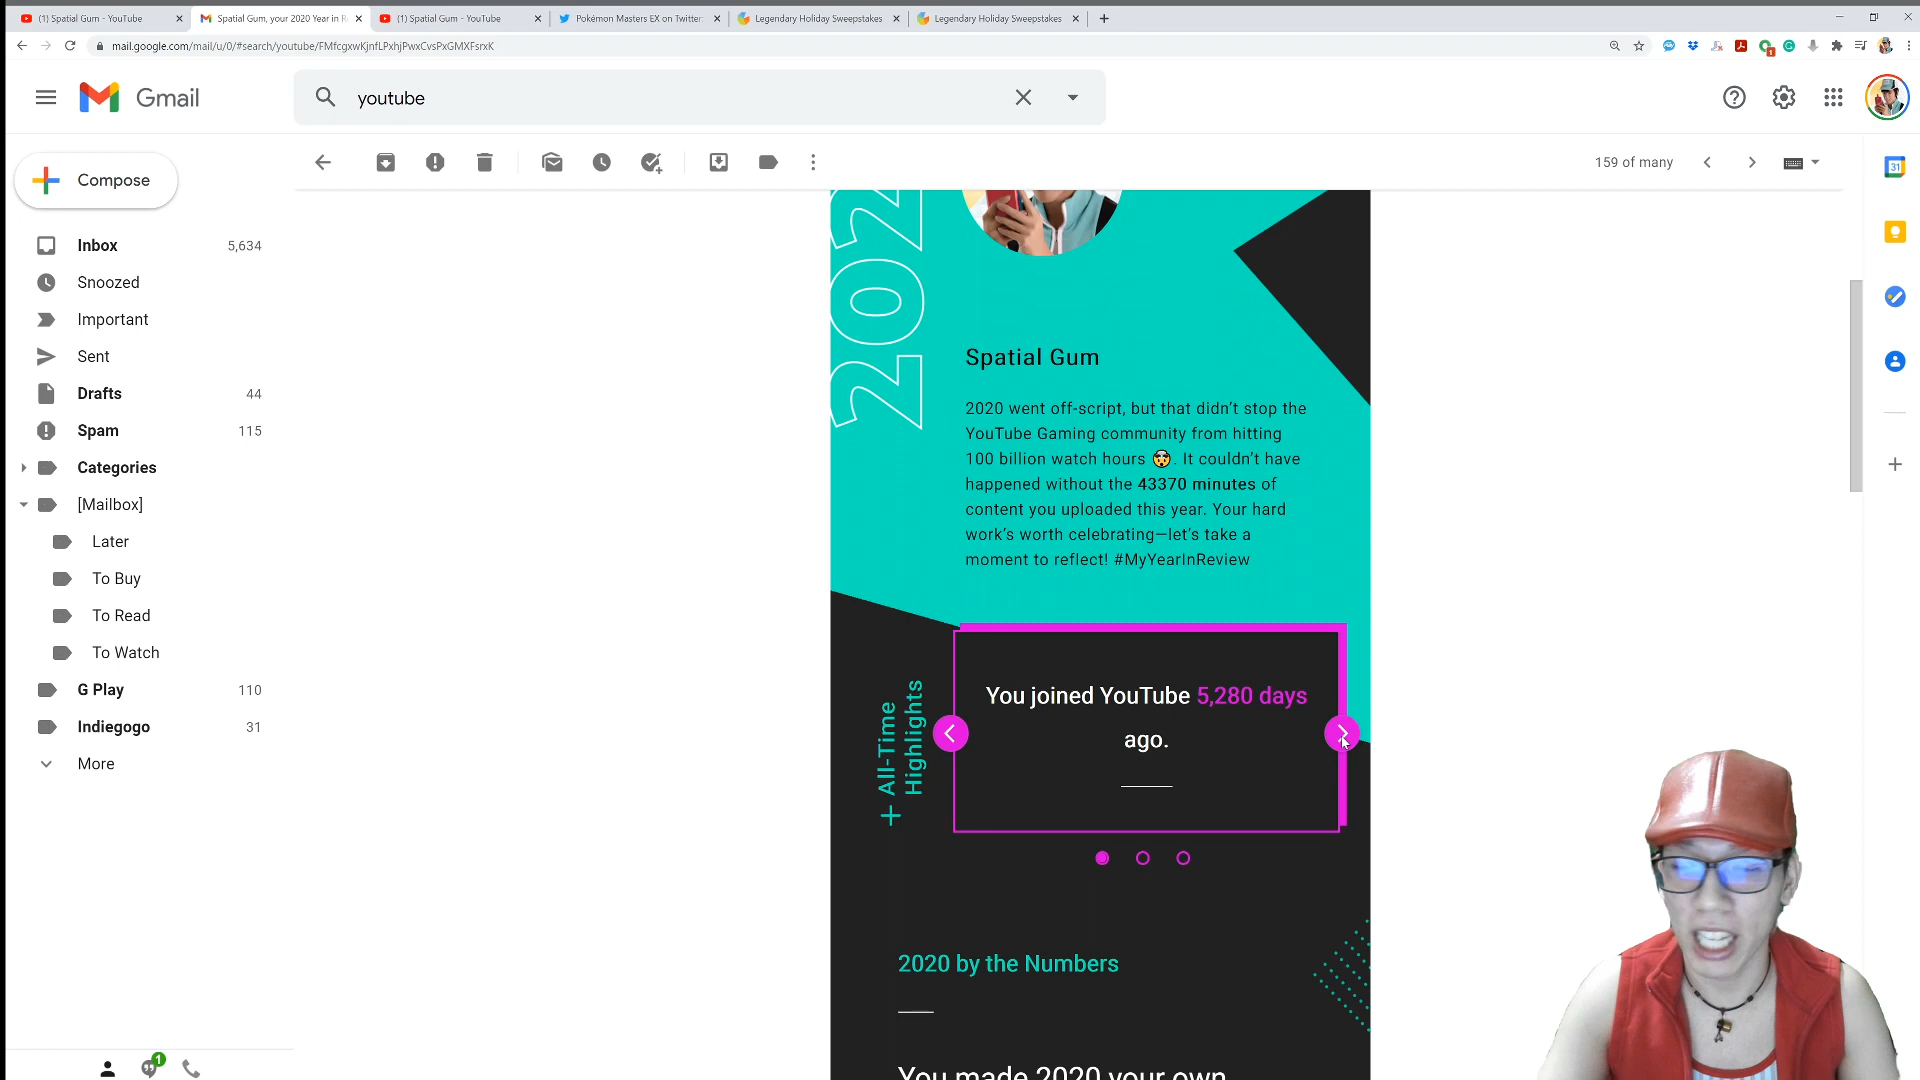 (1) Spatial Gum - YouTube
Spatial Gum, your 2020 Year in R
(1) Spatial Gum - YouTube
Pokémon Masters EX on Twitter:
Legendary Holiday Sweepstakes
Legendary Holiday Sweepstakes
mail.google.com/mail/u/0/#search/youtube/FMfcgxwKjnfLPxhjPwxCvsPxGMXFsrxK
Gmail
youtube
Compose
159 of many
Inbox 5,634
Snoozed
Important
Sent
Drafts 44
Spam 115
Categories
[Mailbox]
Later
To Buy
To Read
To Watch
G Play 110
Indiegogo 31
More
1
31
202
Spatial Gum
2020 went off-script, but that didn’t stop the
YouTube Gaming community from hitting
100 billion watch hours 🤯. It couldn’t have
happened without the 43370 minutes of
content you uploaded this year. Your hard
work’s worth celebrating—let’s take a
moment to reflect! #MyYearInReview
+ All-Time
Highlights
You joined YouTube 5,280 days
ago.
2020 by the Numbers
You made 2020 your own